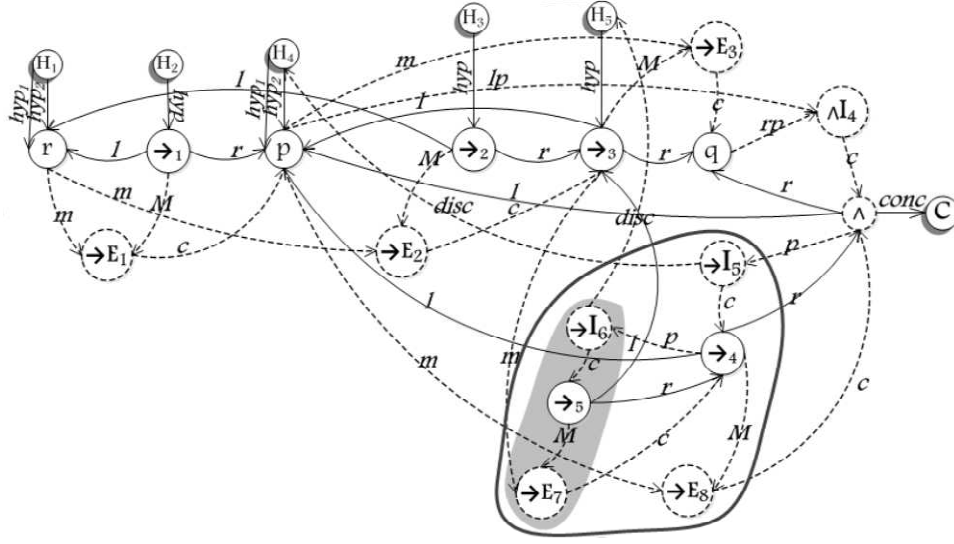 H₁ H₂ H₄ H₃ H₅
→E₃
m M
hyp₁ hyp₂ hyp hyp₁ hyp₂ hyp hyp
l lp l c rp ∧I₄
r l →₁ r p →₂ r →₃ r q
c
M
m disc c l disc r conc
∧ C
m M
→E₁ c →E₂ p
→I₅
c r
l
→I₆ l p
c →₄
m m
→₅ r c
M c M
→E₇ →E₈